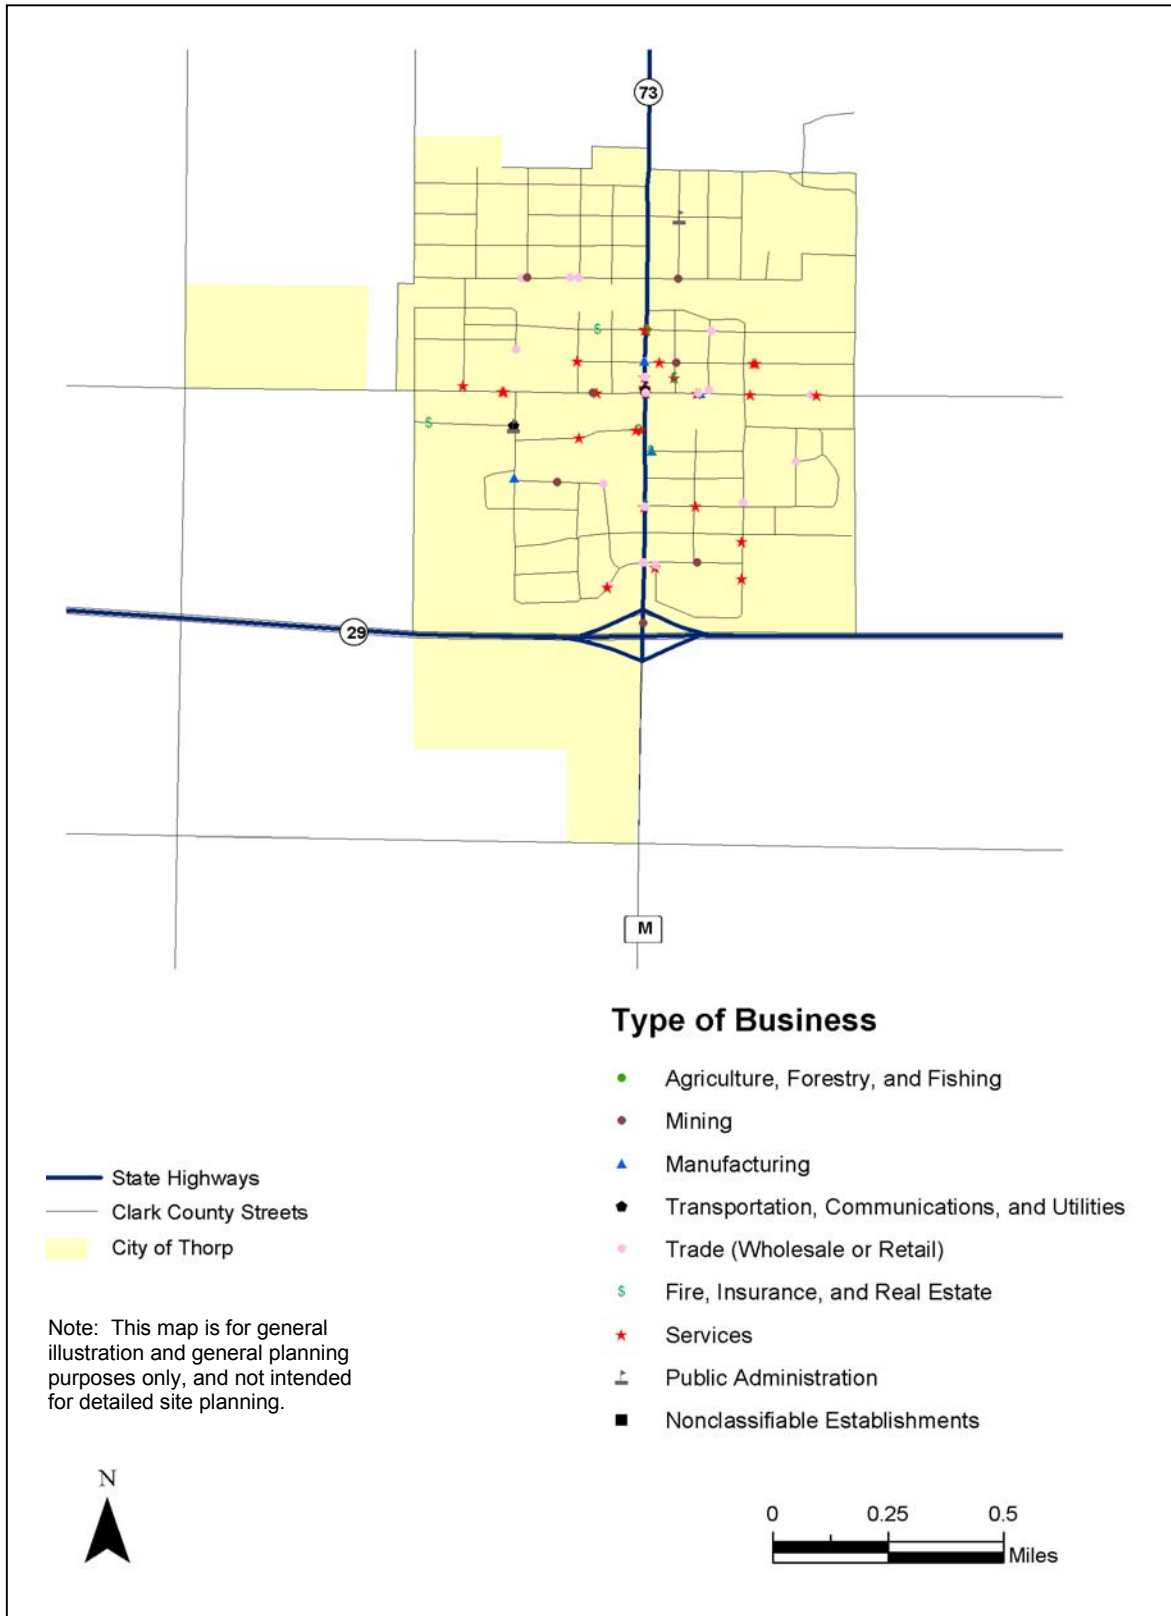 73
29
M
Type of Business
Agriculture, Forestry, and Fishing
Mining
Manufacturing
Transportation, Communications, and Utilities
Trade (Wholesale or Retail)
$ Fire, Insurance, and Real Estate
Services
Public Administration
Nonclassifiable Establishments
State Highways
Clark County Streets
City of Thorp
Note: This map is for general
illustration and general planning
purposes only, and not intended
for detailed site planning.
N
0 0.25 0.5
Miles